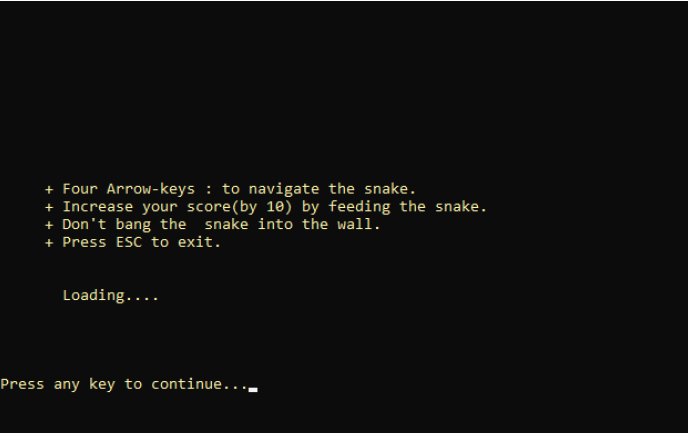 + Four Arrow-keys : to navigate the snake.
+ Increase your score(by 10) by feeding the snake.
+ Don't bang the  snake into the wall.
+ Press ESC to exit.
Loading....
Press any key to continue...